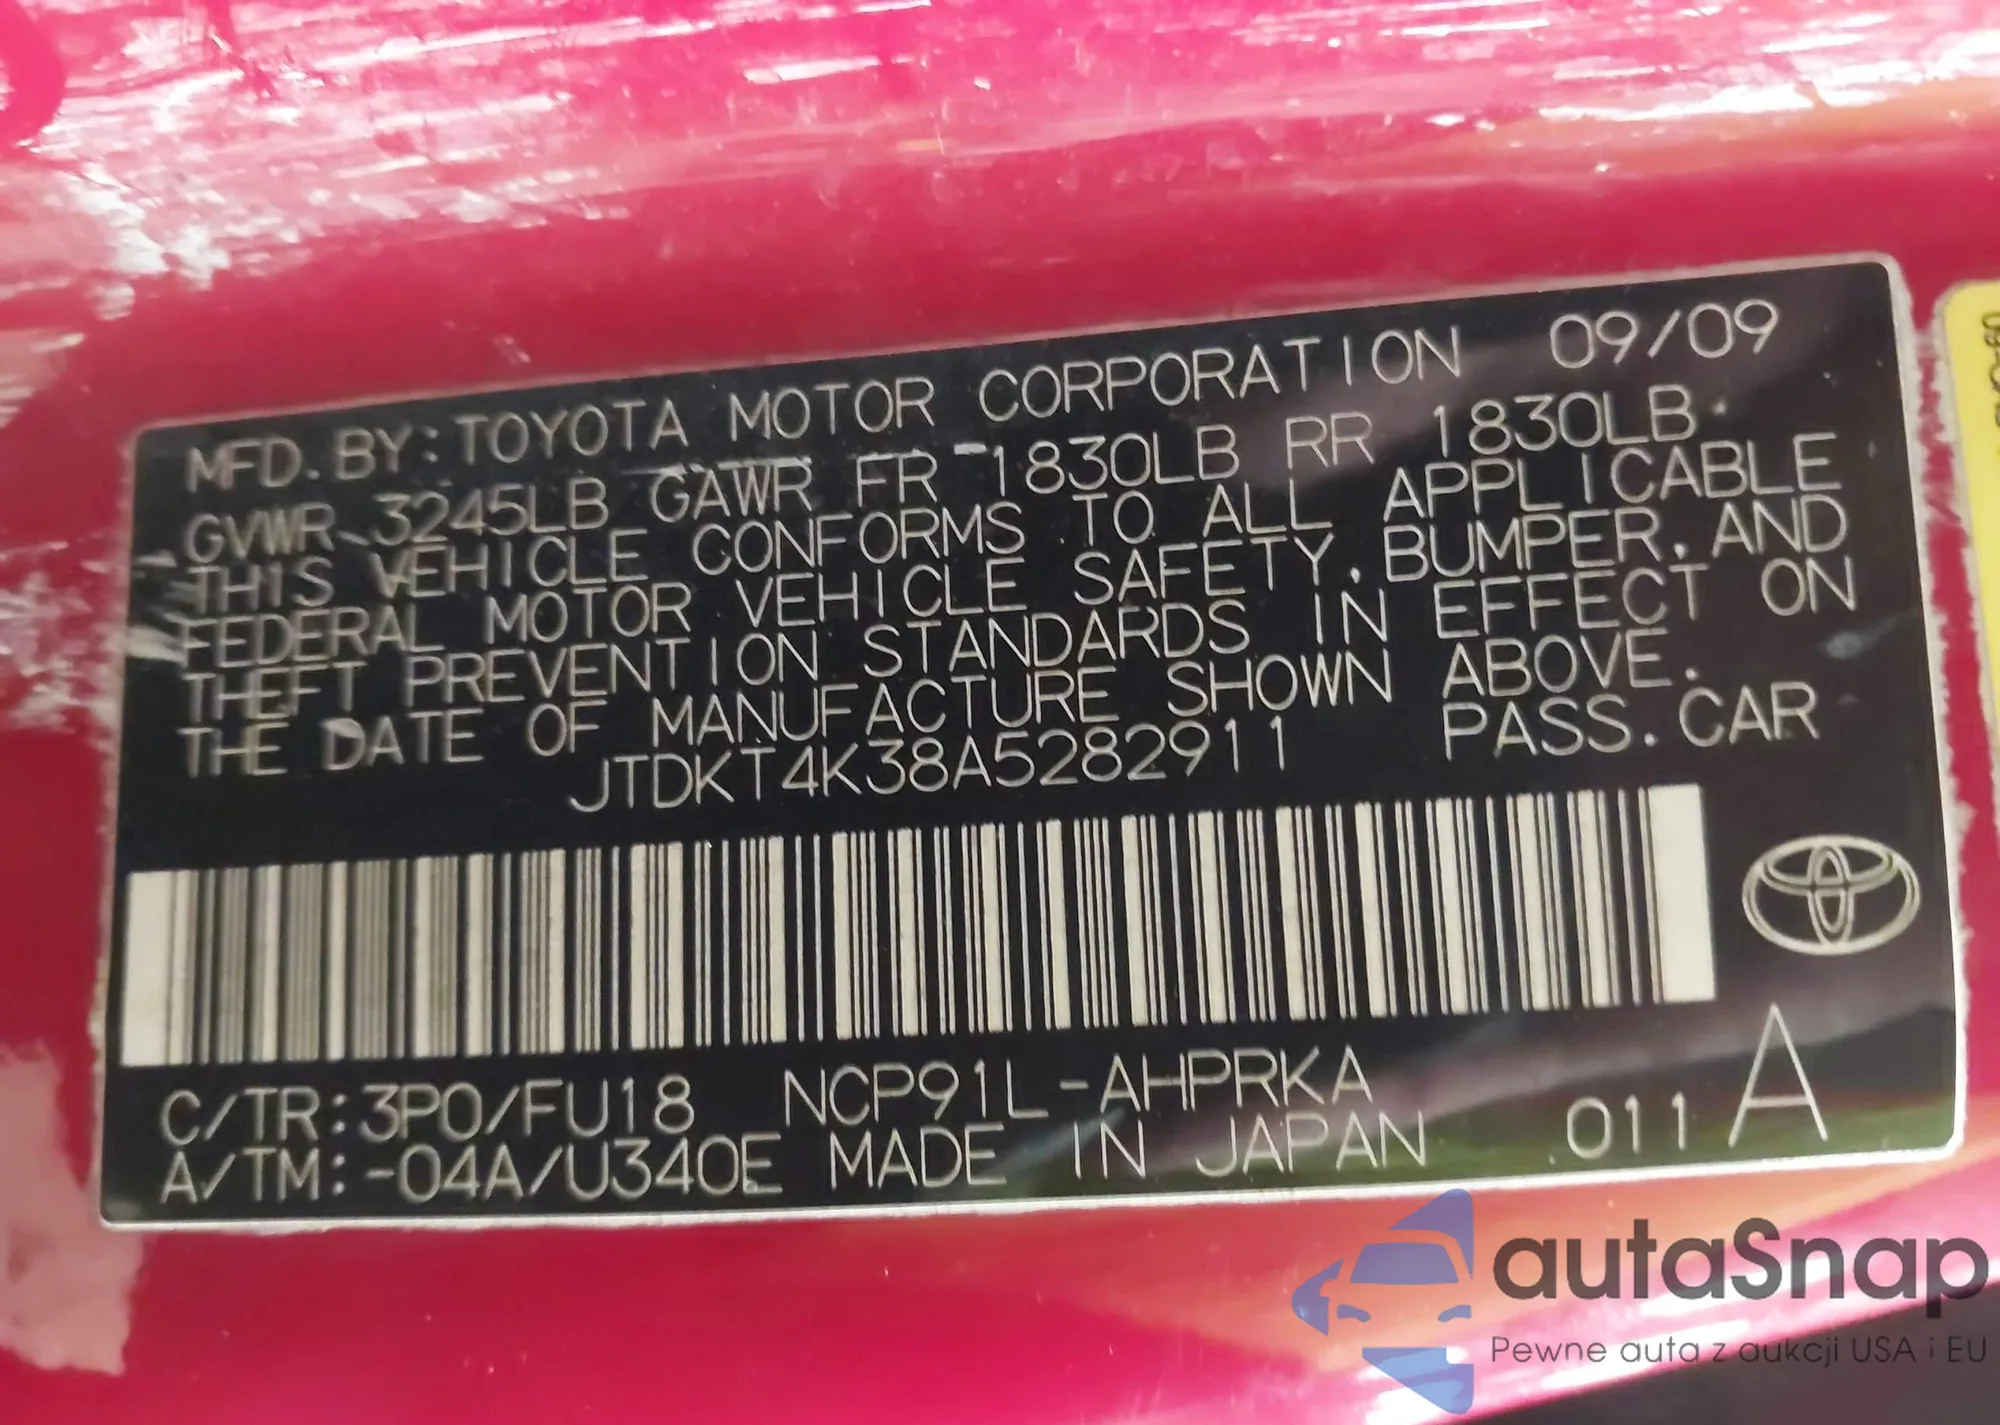 MFD. BY: TOYOTA MOTOR CORPORATION 09/09
GVWR 3245LB GAWR FR 1830LB RR 1830LB
THIS VEHICLE CONFORMS TO ALL APPLICABLE
FEDERAL MOTOR VEHICLE SAFETY, BUMPER, AND
THEFT PREVENTION STANDARDS IN EFFECT ON
THE DATE OF MANUFACTURE SHOWN ABOVE.
JTDKT4K38A5282911 PASS. CAR
C/TR: 3P0/FU18 NCP91L-AHPRKA
A/TM: -04A/U340E MADE IN JAPAN 011 A
autaSnap
Pewne auta z aukcji USA i EU